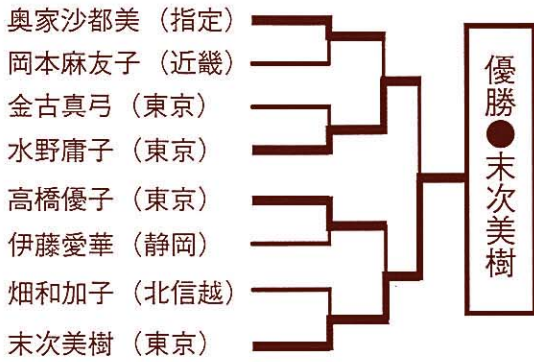 奥家沙都美（指定）
岡本麻友子（近畿）
金古真弓（東京）
水野庸子（東京）
高橋優子（東京）
伊藤愛華（静岡）
畑和加子（北信越）
末次美樹（東京）
優勝●末次美樹